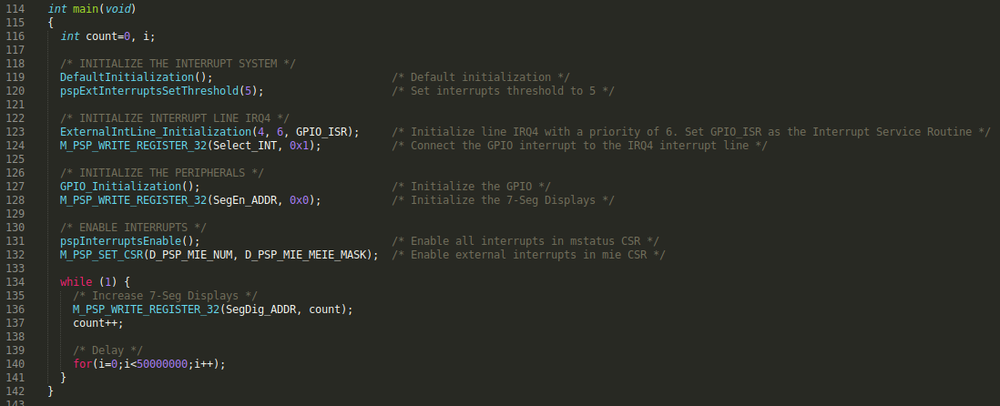 114 int main(void)
115 {
116 int count=0, i;
117
118 /* INITIALIZE THE INTERRUPT SYSTEM */
119 DefaultInitialization(); /* Default initialization */
120 pspExtInterruptsSetThreshold(5); /* Set interrupts threshold to 5 */
121
122 /* INITIALIZE INTERRUPT LINE IRQ4 */
123 ExternalIntLine_Initialization(4, 6, GPIO_ISR); /* Initialize line IRQ4 with a priority of 6. Set GPIO_ISR as the Interrupt Service Routine */
124 M_PSP_WRITE_REGISTER_32(Select_INT, 0x1); /* Connect the GPIO interrupt to the IRQ4 interrupt line */
125
126 /* INITIALIZE THE PERIPHERALS */
127 GPIO_Initialization(); /* Initialize the GPIO */
128 M_PSP_WRITE_REGISTER_32(SegEn_ADDR, 0x0); /* Initialize the 7-Seg Displays */
129
130 /* ENABLE INTERRUPTS */
131 pspInterruptsEnable(); /* Enable all interrupts in mstatus CSR */
132 M_PSP_SET_CSR(D_PSP_MIE_NUM, D_PSP_MIE_MEIE_MASK); /* Enable external interrupts in mie CSR */
133
134 while (1) {
135 /* Increase 7-Seg Displays */
136 M_PSP_WRITE_REGISTER_32(SegDig_ADDR, count);
137 count++;
138
139 /* Delay */
140 for(i=0;i<50000000;i++);
141 }
142 }
143